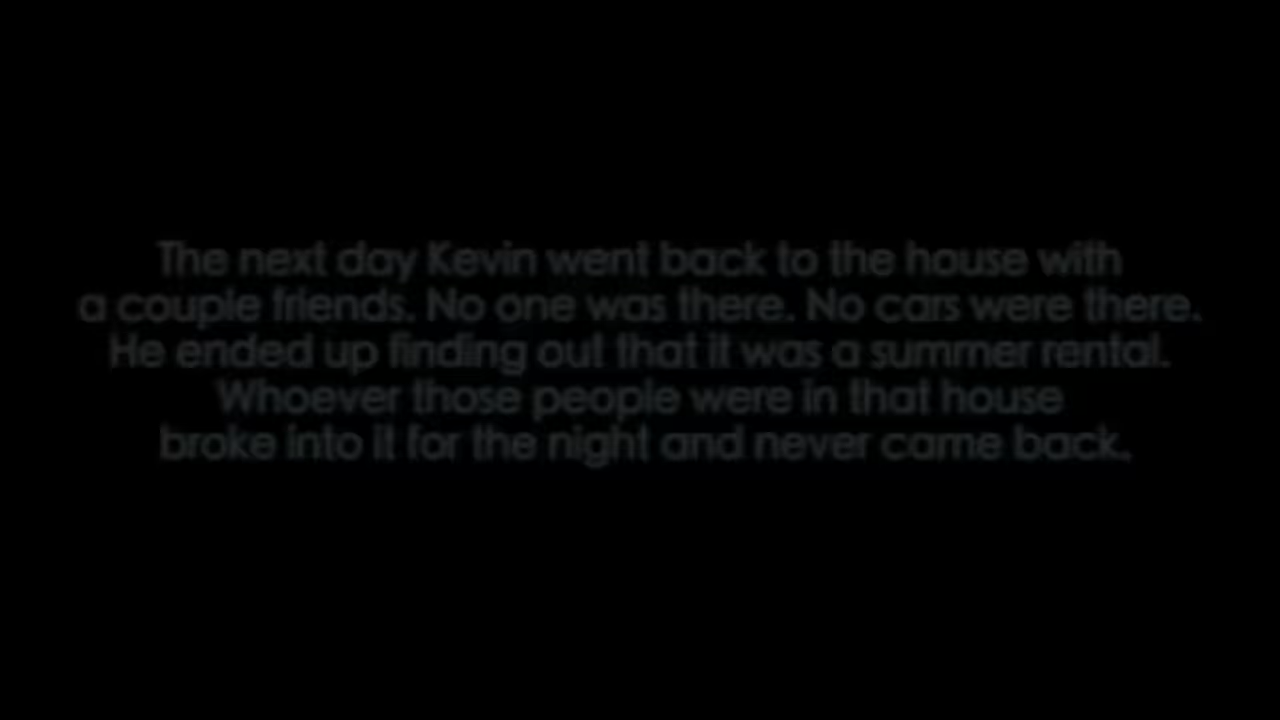 The next day Kevin went back to the house with
a couple friends. No one was there. No cars were there.
He ended up finding out that it was a summer rental.
Whoever those people were in that house
broke into it for the night and never came back.